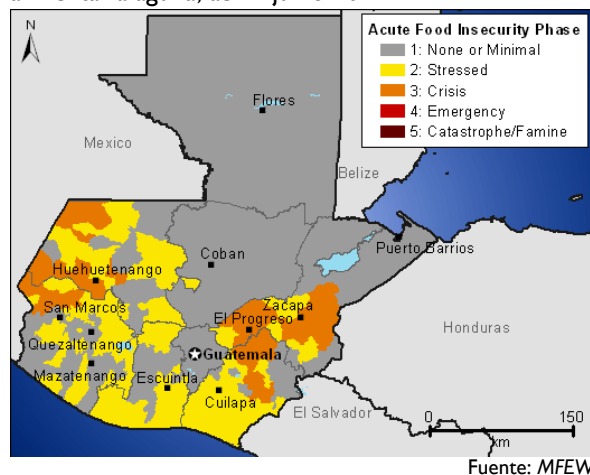 Acute Food Insecurity Phase
1: None or Minimal
2: Stressed
3: Crisis
4: Emergency
5: Catastrophe/Famine
N
Flores
Mexico
Belize
Coban
Puerto Barrios
Huehuetenango
Zacapa
El Progreso
San Marcos
Honduras
Quezaltenango
Guatemala
Mazatenango
Escuintla
Cuilapa
El Salvador
0 150
km
Fuente: MFEW